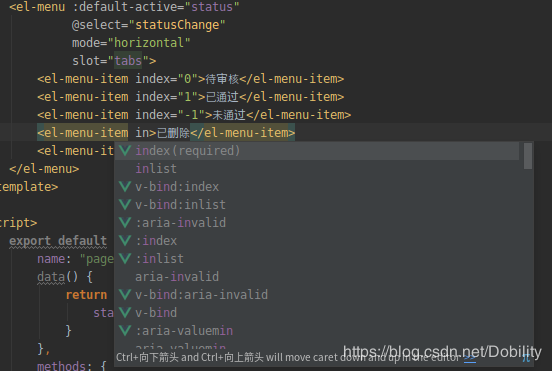 <el-menu :default-active="status"
@select="statusChange"
mode="horizontal"
slot="tabs">
<el-menu-item index="0">待审核</el-menu-item>
<el-menu-item index="1">已通过</el-menu-item>
<el-menu-item index="-1">未通过</el-menu-item>
<el-menu-item in>已删除</el-menu-item>
<el-menu-it
index(required)
</el-menu>
inlist
template>
v-bind:index
v-bind:inlist
cript>
:aria-invalid
export default
:index
name: "page
:inlist
data() {
aria-invalid
return
v-bind:aria-invalid
sta
v-bind
}
:aria-valuemin
},
aria-valuemin
methods: {
Ctrl+向下箭头 and Ctrl+向上箭头 will move caret down and up in the editor
https://blog.csdn.net/Dobility
π